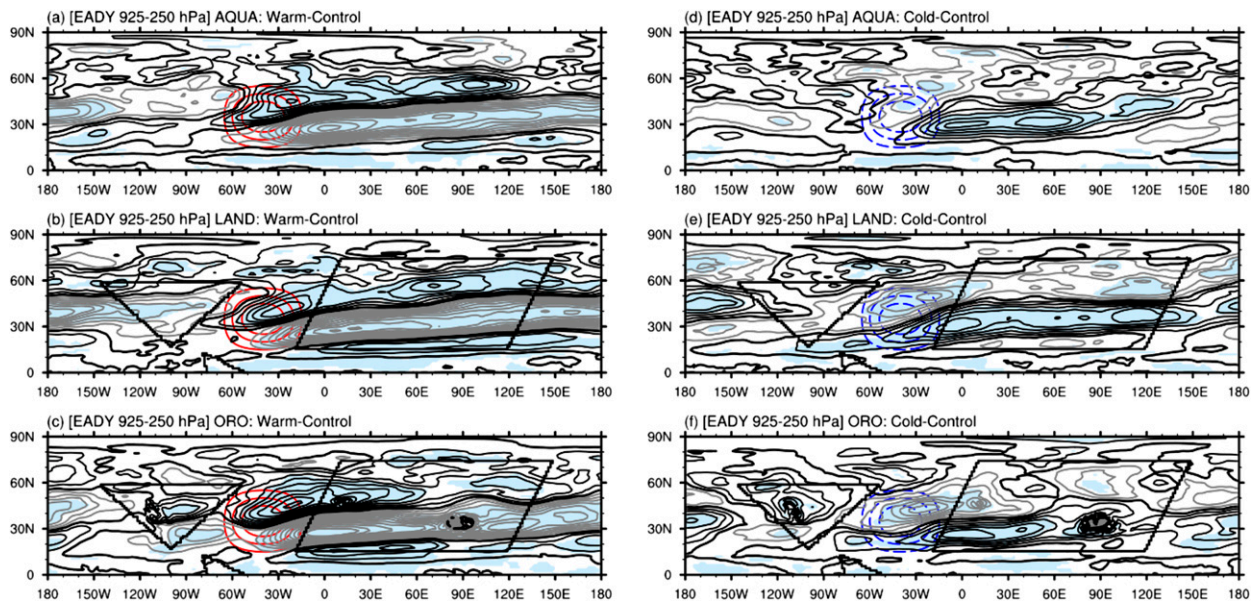 (a) [EADY 925-250 hPa] AQUA: Warm-Control
90N
60N
30N
0
180 150W 120W 90W 60W 30W 0 30E 60E 90E 120E 150E 180
(b) [EADY 925-250 hPa] LAND: Warm-Control
90N
60N
30N
0
180 150W 120W 90W 60W 30W 0 30E 60E 90E 120E 150E 180
(c) [EADY 925-250 hPa] ORO: Warm-Control
90N
60N
30N
0
180 150W 120W 90W 60W 30W 0 30E 60E 90E 120E 150E 180
(d) [EADY 925-250 hPa] AQUA: Cold-Control
90N
60N
30N
0
180 150W 120W 90W 60W 30W 0 30E 60E 90E 120E 150E 180
(e) [EADY 925-250 hPa] LAND: Cold-Control
90N
60N
30N
0
180 150W 120W 90W 60W 30W 0 30E 60E 90E 120E 150E 180
(f) [EADY 925-250 hPa] ORO: Cold-Control
90N
60N
30N
0
180 150W 120W 90W 60W 30W 0 30E 60E 90E 120E 150E 180